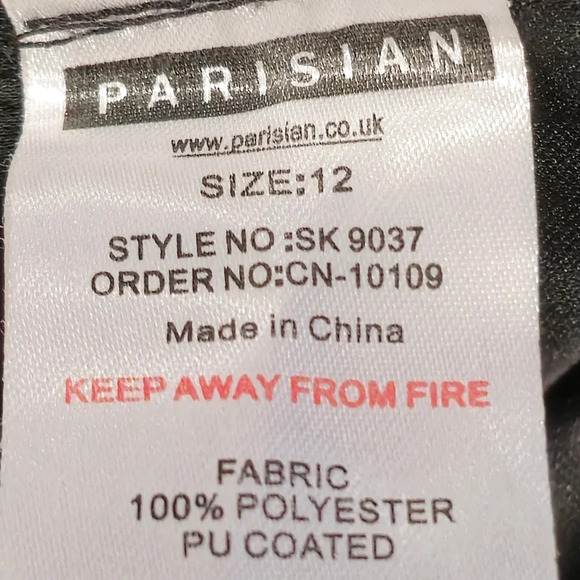 PARISIAN
www.parisian.co.uk
SIZE:12
STYLE NO :SK 9037
ORDER NO:CN-10109
Made in China
KEEP AWAY FROM FIRE
FABRIC
100% POLYESTER
PU COATED